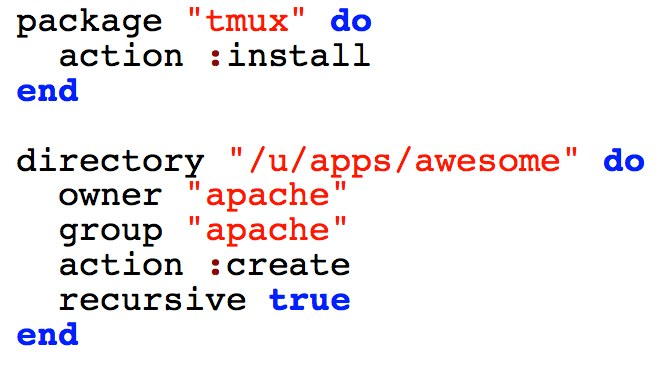 package "tmux" do
  action :install
end

directory "/u/apps/awesome" do
  owner "apache"
  group "apache"
  action :create
  recursive true
end